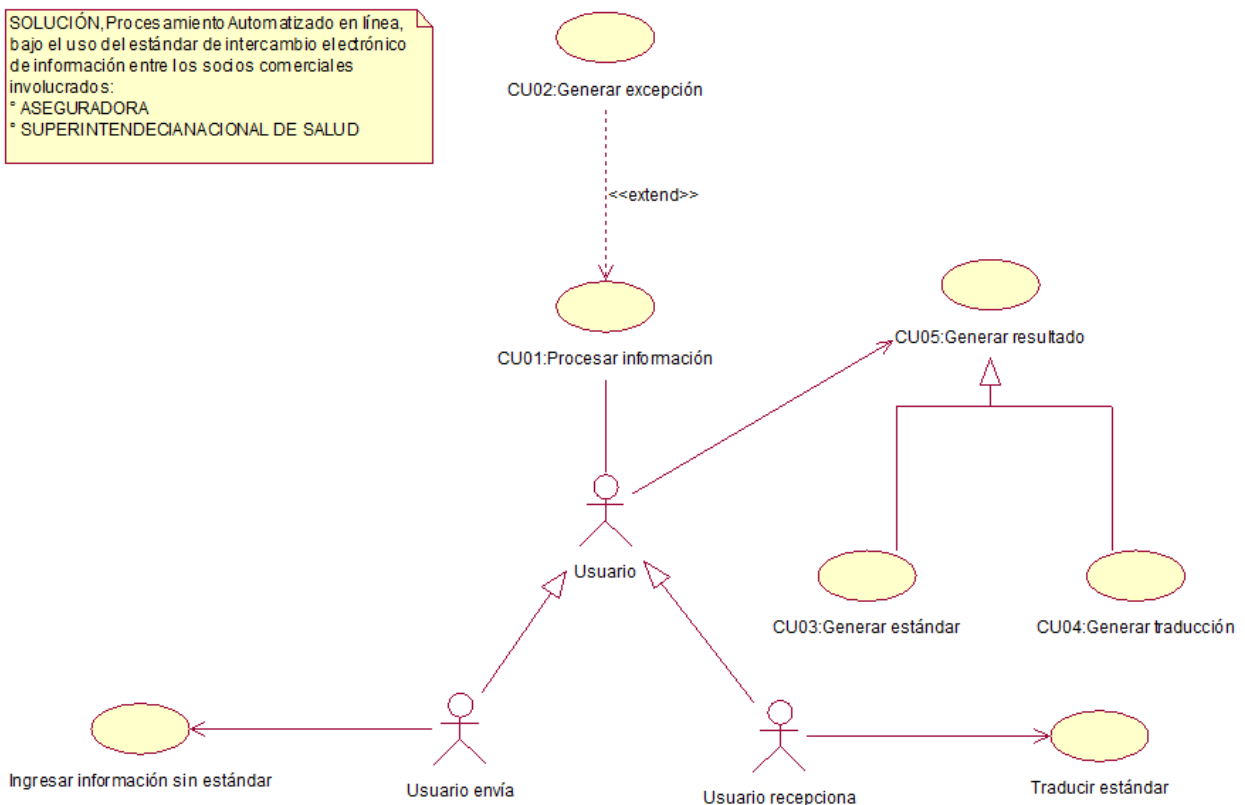 SOLUCIÓN, Procesamiento Automatizado en línea,
bajo el uso del estándar de intercambio electrónico
de información entre los socios comerciales
involucrados:
° ASEGURADORA
° SUPERINTENDECIANACIONAL DE SALUD
CU02:Generar excepción
<<extend>>
CU01:Procesar información
CU05:Generar resultado
Usuario
CU03:Generar estándar
CU04:Generar traducción
Ingresar información sin estándar
Usuario envía
Usuario recepciona
Traducir estándar